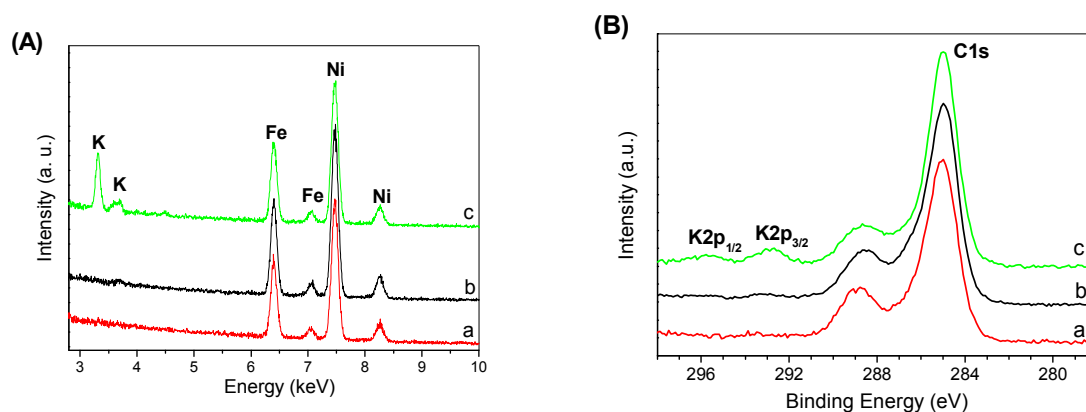 (A)
Intensity (a. u.)
K
K
Fe
Fe
Ni
Ni
c
b
a
3 4 5 6 7 8 9 10
Energy (keV)
(B)
Intensity (a.u.)
C1s
K2p1/2
K2p3/2
c
b
a
296 292 288 284 280
Binding Energy (eV)